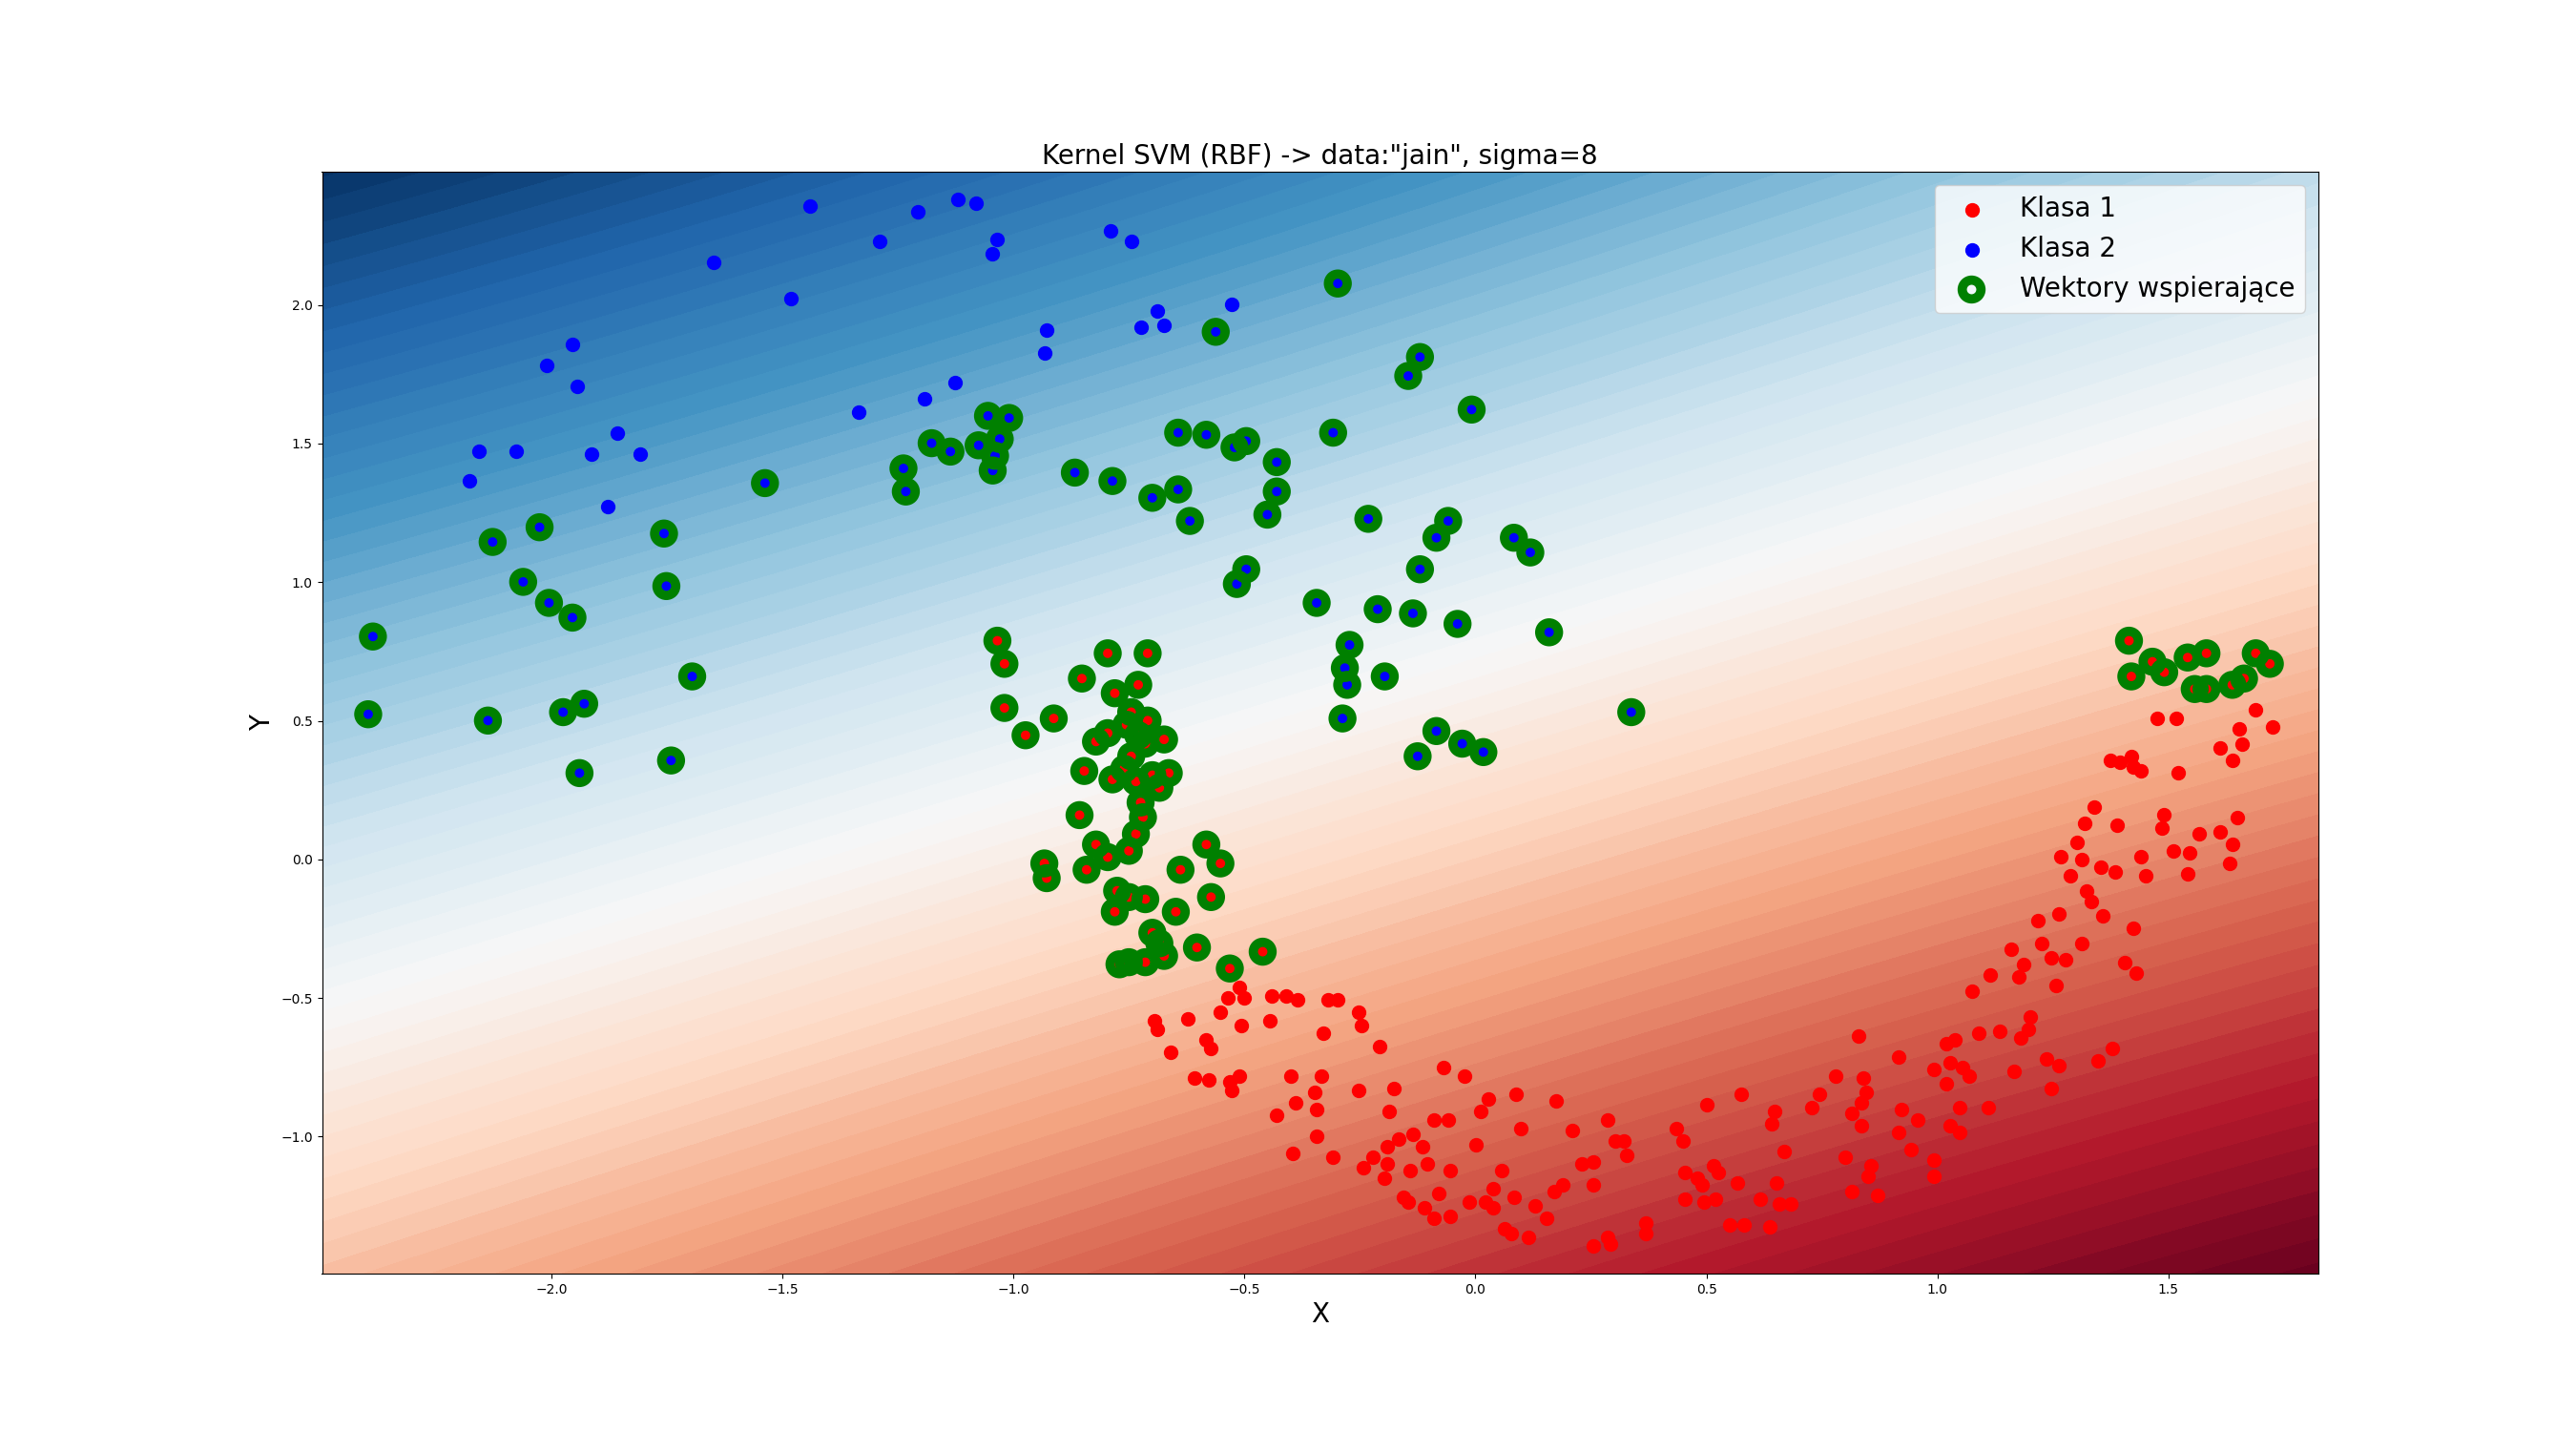 Kernel SVM (RBF) -> data:"jain", sigma=8
Klasa 1
Klasa 2
Wektory wspierające
2.0
1.5
1.0
0.5
0.0
−0.5
−1.0
Y
−2.0 −1.5 −1.0 −0.5 0.0 0.5 1.0 1.5
X